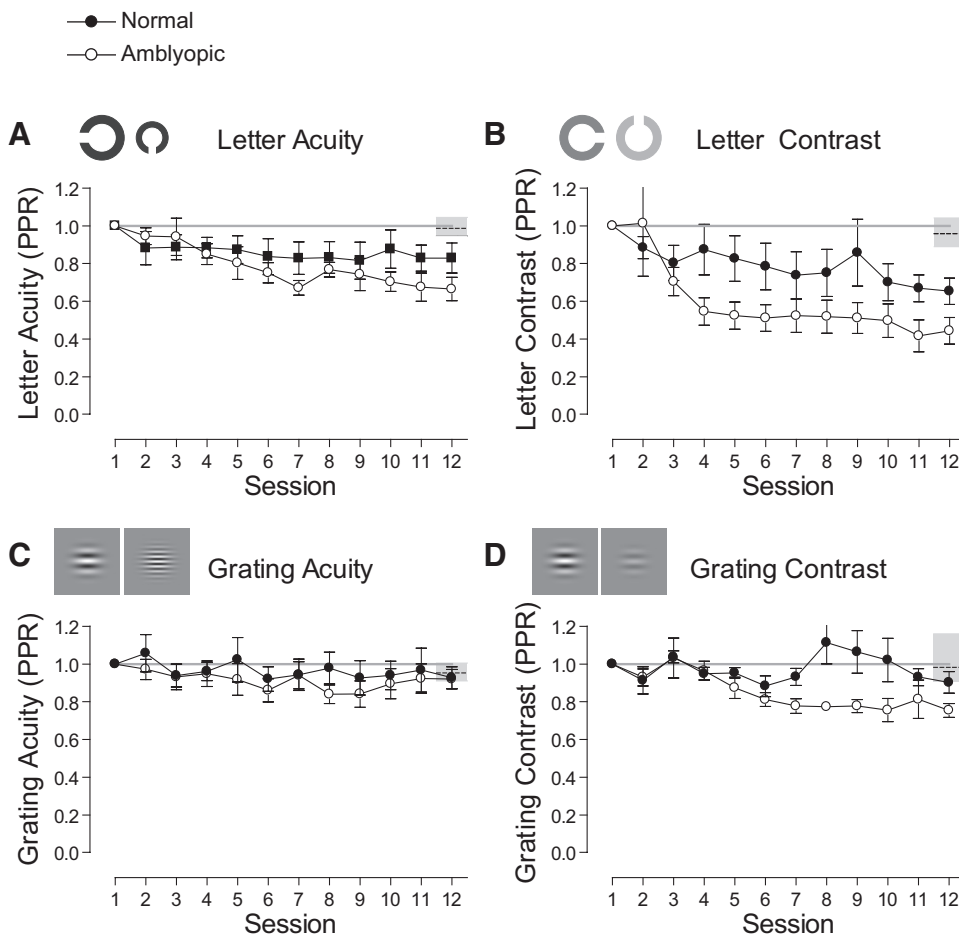 Normal
Amblyopic
A
Letter Acuity
Letter Acuity (PPR)
1.2
1.0
0.8
0.6
0.4
0.2
0.0
1 2 3 4 5 6 7 8 9 10 11 12
Session
B
Letter Contrast
Letter Contrast (PPR)
1.2
1.0
0.8
0.6
0.4
0.2
0.0
1 2 3 4 5 6 7 8 9 10 11 12
Session
C
Grating Acuity
Grating Acuity (PPR)
1.2
1.0
0.8
0.6
0.4
0.2
0.0
1 2 3 4 5 6 7 8 9 10 11 12
Session
D
Grating Contrast
Grating Contrast (PPR)
1.2
1.0
0.8
0.6
0.4
0.2
0.0
1 2 3 4 5 6 7 8 9 10 11 12
Session